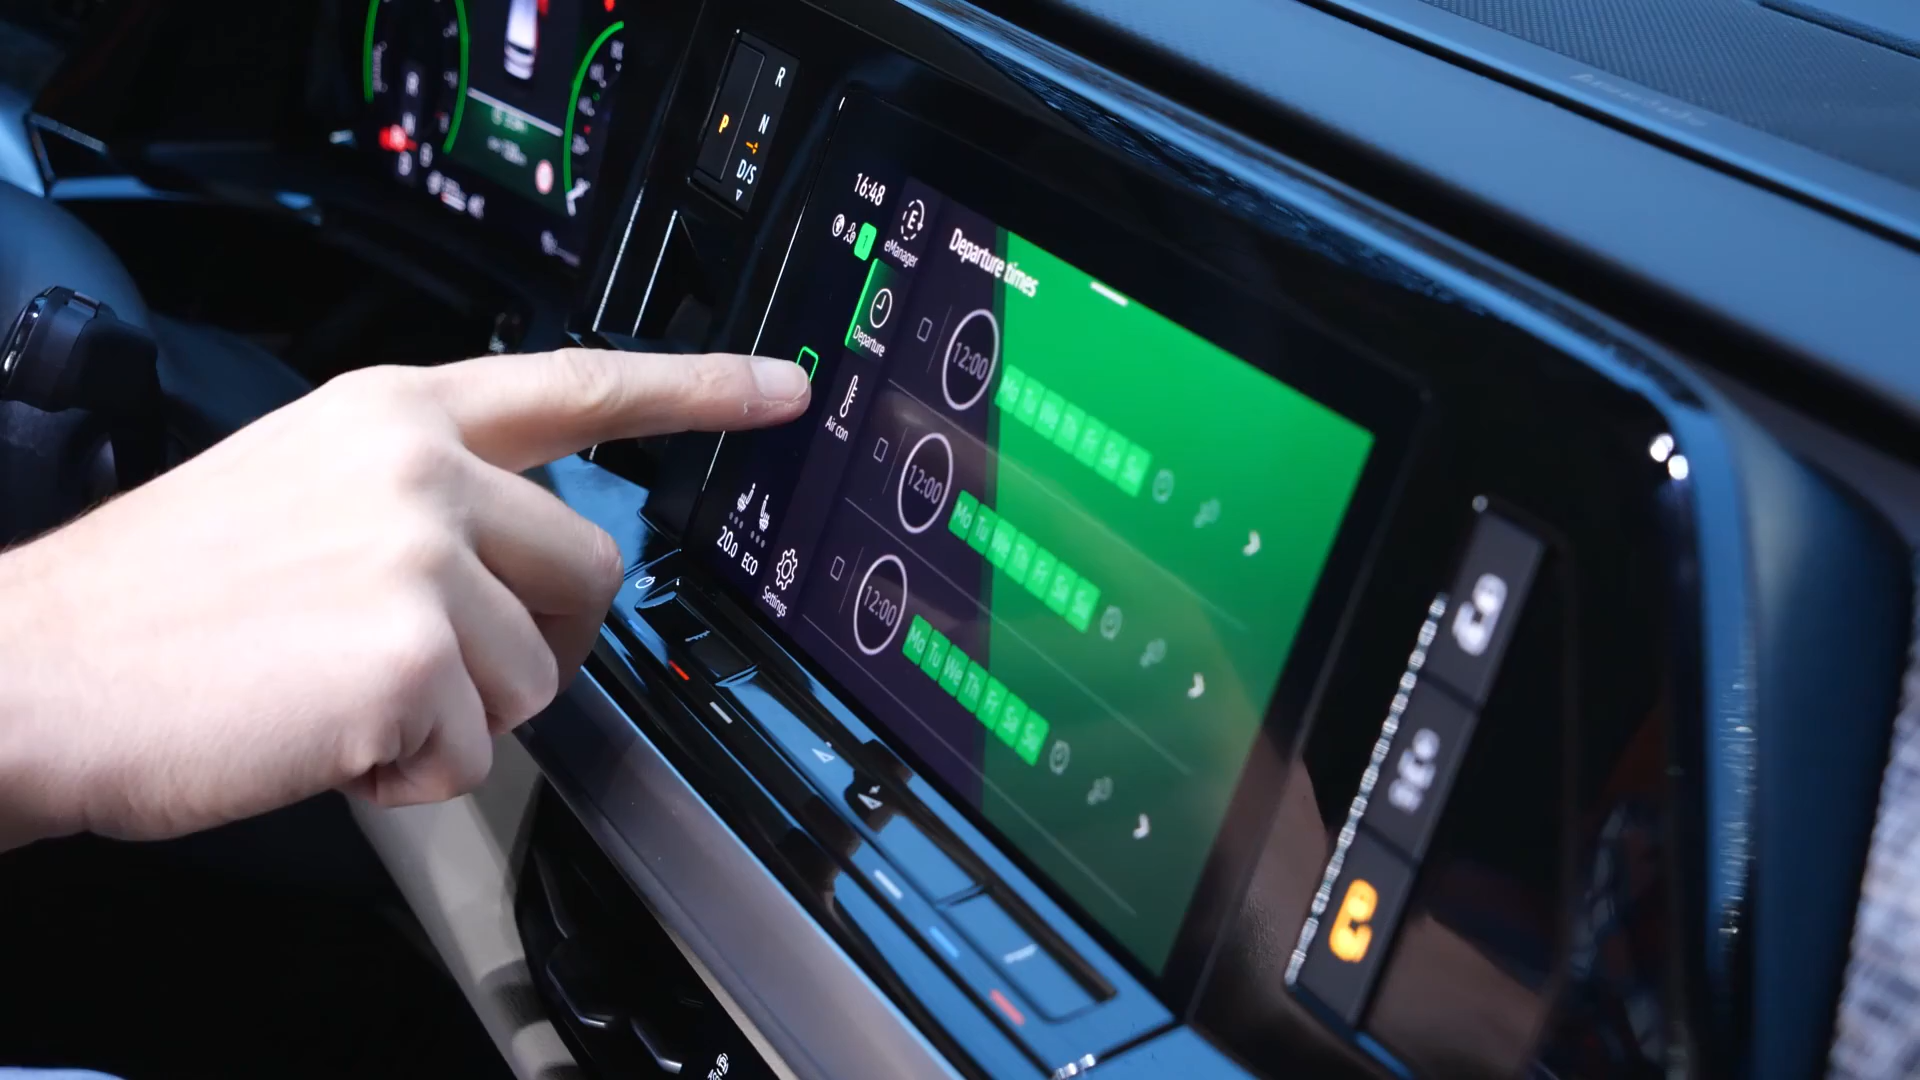 R
N
P
D/S
16:48
1
E
eManager
Departure times
Departure
12:00
Mo Tu We Th Fr Sa Su
Air con
12:00
Mo Tu We Th Fr Sa Su
12:00
Mo Tu We Th Fr Sa Su
20.0
ECO
Settings